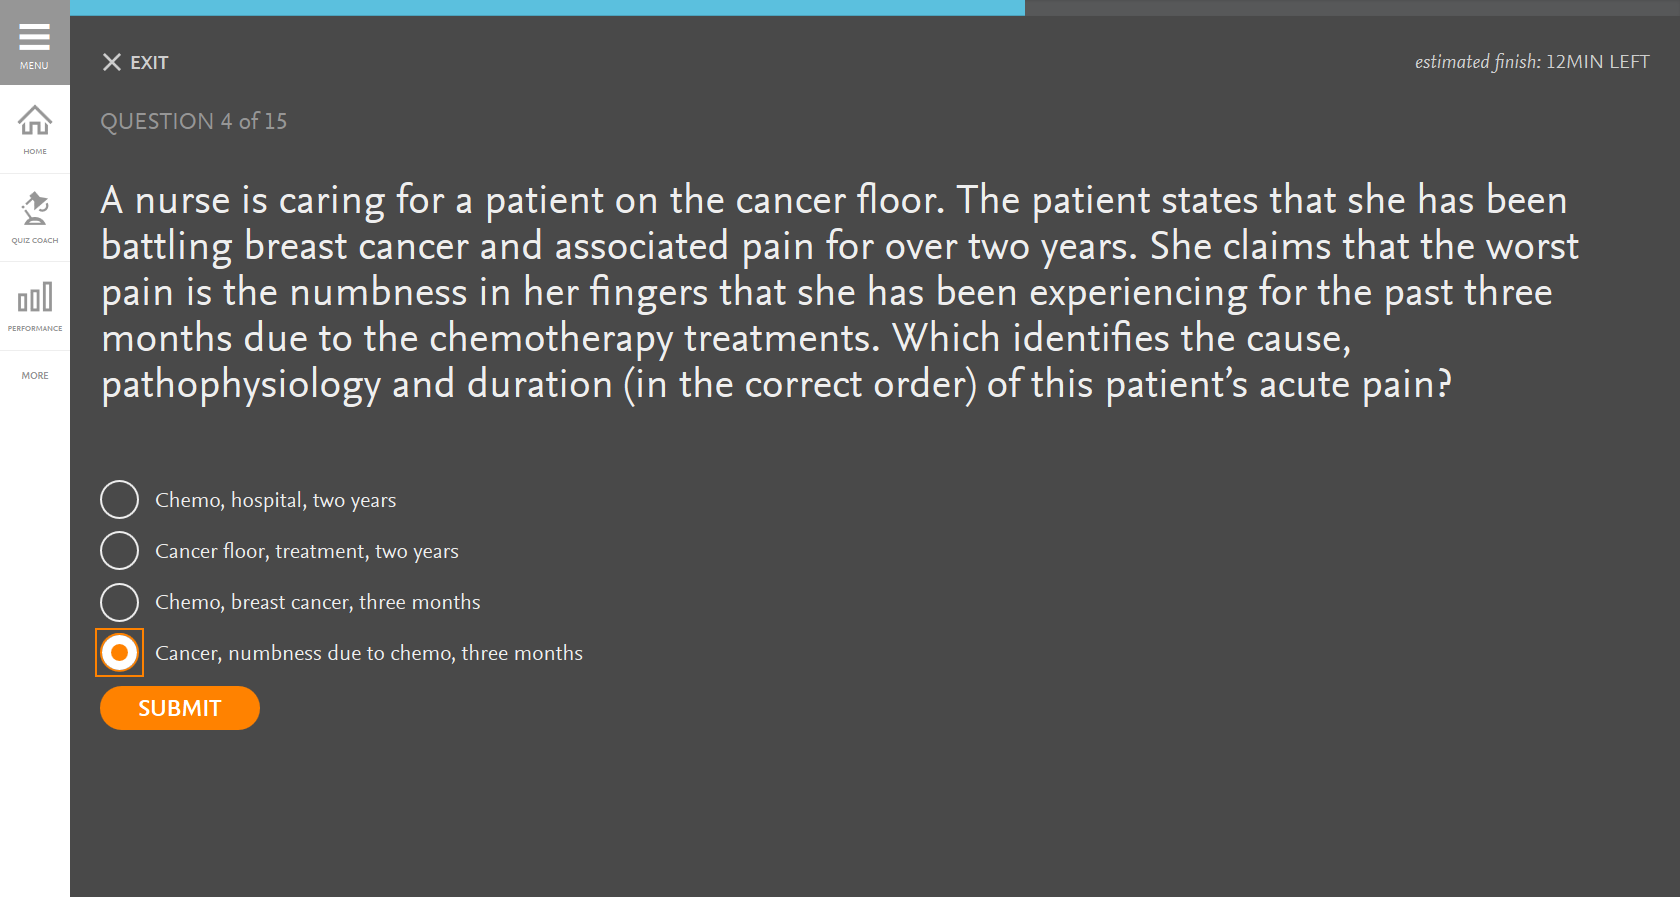 MENU
HOME
QUIZ COACH
PERFORMANCE
MORE
EXIT
estimated finish: 12MIN LEFT
QUESTION 4 of 15
A nurse is caring for a patient on the cancer floor. The patient states that she has been
battling breast cancer and associated pain for over two years. She claims that the worst
pain is the numbness in her fingers that she has been experiencing for the past three
months due to the chemotherapy treatments. Which identifies the cause,
pathophysiology and duration (in the correct order) of this patient’s acute pain?
Chemo, hospital, two years
Cancer floor, treatment, two years
Chemo, breast cancer, three months
Cancer, numbness due to chemo, three months
SUBMIT